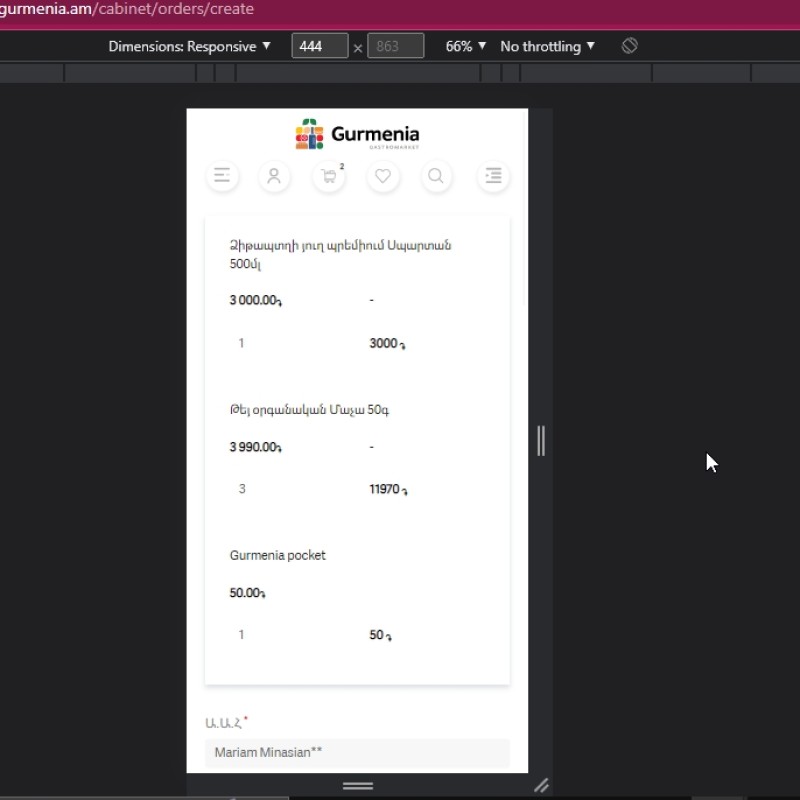 gurmenia.am/cabinet/orders/create
Dimensions: Responsive ▼ 444 × 863 66% ▼ No throttling ▼
Gurmenia
GASTROMARKET
2
Ձիթապտղի յուղ պրեմիում Սպարտան
500մլ
3 000.00֏ -
1 3000 ֏
Թեյ օրգանական Մաչա 50գ
3 990.00֏ -
3 11970 ֏
Gurmenia pocket
50.00֏
1 50 ֏
Ա.Ա.Հ *
Mariam Minasian**